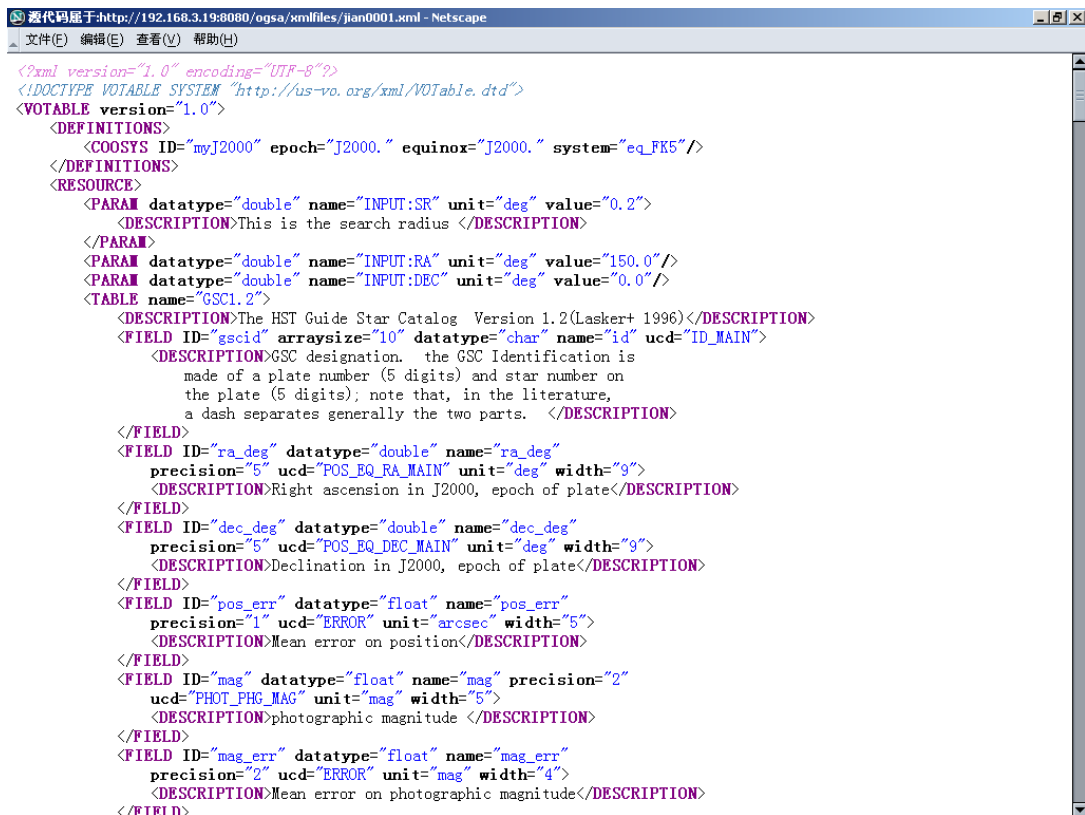 源代码属于:http://192.168.3.19:8080/ogsa/xmlfiles/jian0001.xml - Netscape
文件(F) 编辑(E) 查看(V) 帮助(H)
<?xml version="1.0" encoding="UTF-8"?>
<!DOCTYPE VOTABLE SYSTEM "http://us-vo.org/xml/VOTable.dtd">
<VOTABLE version="1.0">
<DEFINITIONS>
<COOSYS ID="myJ2000" epoch="J2000." equinox="J2000." system="eq_FK5"/>
</DEFINITIONS>
<RESOURCE>
<PARAM datatype="double" name="INPUT:SR" unit="deg" value="0.2">
<DESCRIPTION>This is the search radius </DESCRIPTION>
</PARAM>
<PARAM datatype="double" name="INPUT:RA" unit="deg" value="150.0"/>
<PARAM datatype="double" name="INPUT:DEC" unit="deg" value="0.0"/>
<TABLE name="GSC1.2">
<DESCRIPTION>The HST Guide Star Catalog  Version 1.2(Lasker+ 1996)</DESCRIPTION>
<FIELD ID="gscid" arraysize="10" datatype="char" name="id" ucd="ID_MAIN">
<DESCRIPTION>GSC designation.  the GSC Identification is
made of a plate number (5 digits) and star number on
the plate (5 digits); note that, in the literature,
a dash separates generally the two parts.  </DESCRIPTION>
</FIELD>
<FIELD ID="ra_deg" datatype="double" name="ra_deg"
precision="5" ucd="POS_EQ_RA_MAIN" unit="deg" width="9">
<DESCRIPTION>Right ascension in J2000, epoch of plate</DESCRIPTION>
</FIELD>
<FIELD ID="dec_deg" datatype="double" name="dec_deg"
precision="5" ucd="POS_EQ_DEC_MAIN" unit="deg" width="9">
<DESCRIPTION>Declination in J2000, epoch of plate</DESCRIPTION>
</FIELD>
<FIELD ID="pos_err" datatype="float" name="pos_err"
precision="1" ucd="ERROR" unit="arcsec" width="5">
<DESCRIPTION>Mean error on position</DESCRIPTION>
</FIELD>
<FIELD ID="mag" datatype="float" name="mag" precision="2"
ucd="PHOT_PHG_MAG" unit="mag" width="5">
<DESCRIPTION>photographic magnitude </DESCRIPTION>
</FIELD>
<FIELD ID="mag_err" datatype="float" name="mag_err"
precision="2" ucd="ERROR" unit="mag" width="4">
<DESCRIPTION>Mean error on photographic magnitude</DESCRIPTION>
</FIELD>